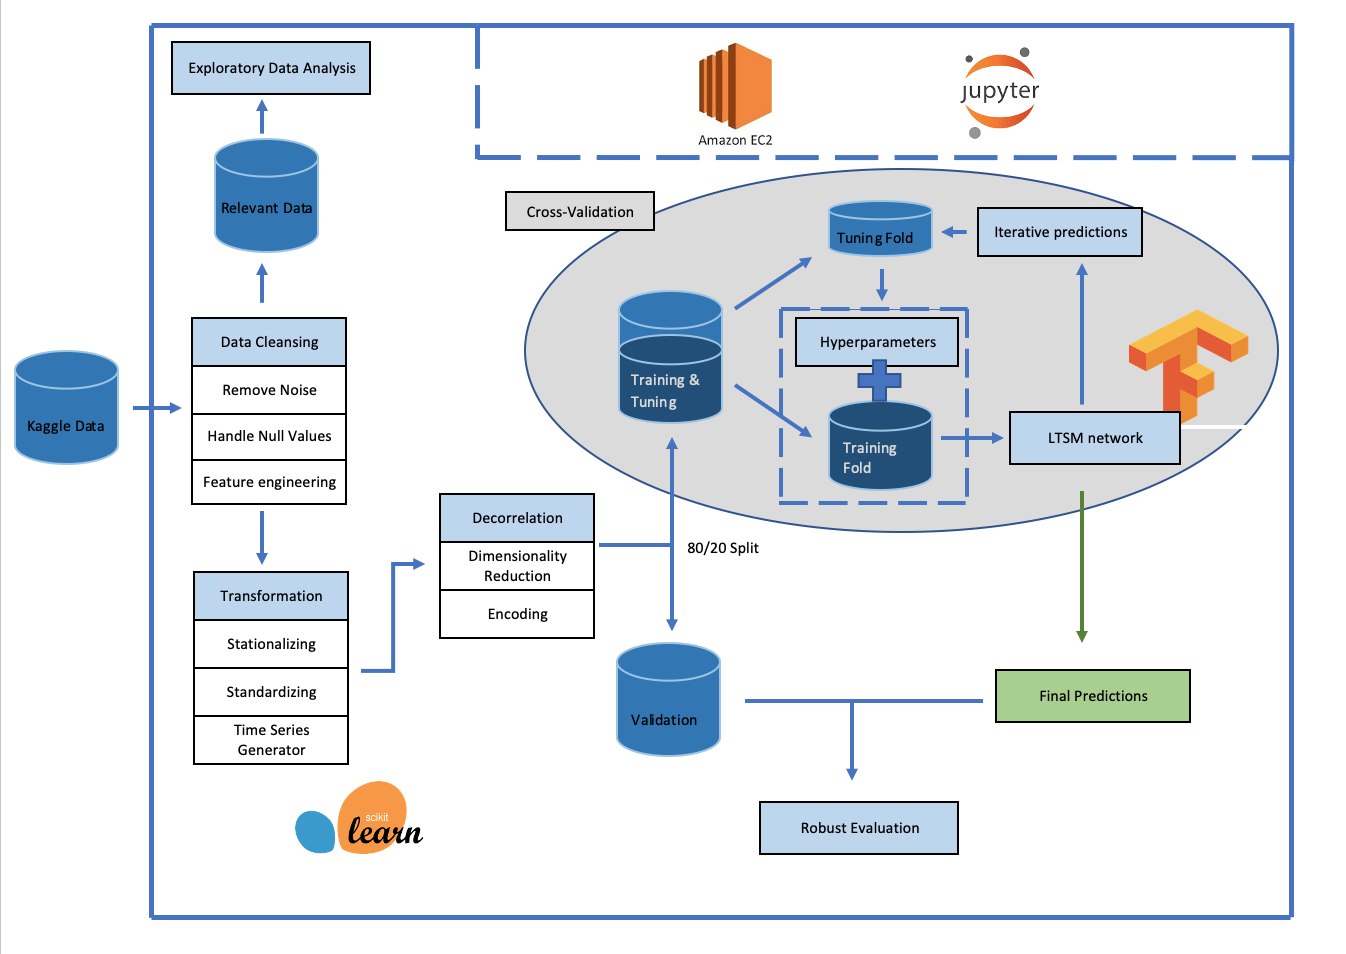 Exploratory Data Analysis
Amazon EC2
jupyter
Relevant Data
Cross-Validation
Tuning Fold
Iterative predictions
Data Cleansing
Remove Noise
Handle Null Values
Feature engineering
Kaggle Data
Training &
Tuning
Hyperparameters
Training
Fold
LTSM network
Decorrelation
Dimensionality
Reduction
Encoding
80/20 Split
Transformation
Stationalizing
Standardizing
Time Series
Generator
Validation
Final Predictions
scikit
learn
Robust Evaluation